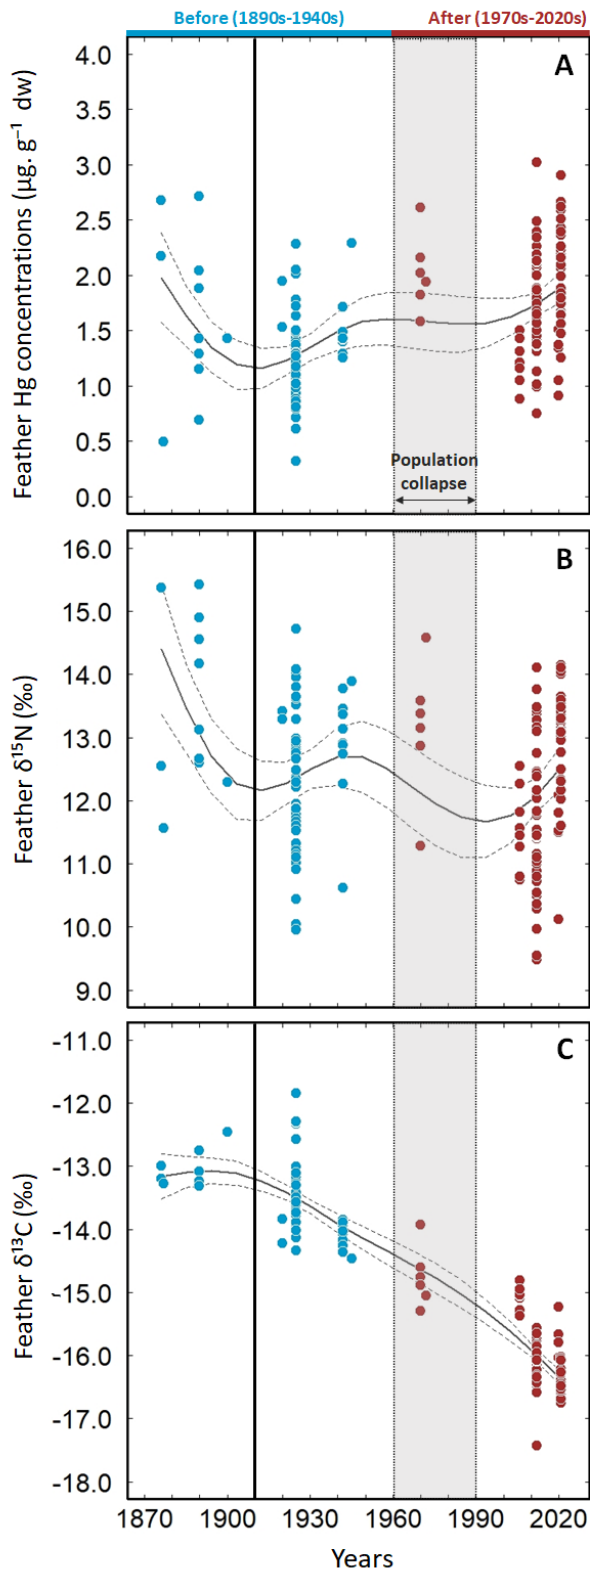 Before (1890s-1940s) After (1970s-2020s)
A
4.0
3.5
3.0
2.5
2.0
1.5
1.0
0.5
0.0
Feather Hg concentrations (µg. g⁻¹ dw)
Population
collapse
B
16.0
15.0
14.0
13.0
12.0
11.0
10.0
9.0
Feather δ¹⁵N (‰)
C
-11.0
-12.0
-13.0
-14.0
-15.0
-16.0
-17.0
-18.0
Feather δ¹³C (‰)
1870 1900 1930 1960 1990 2020
Years